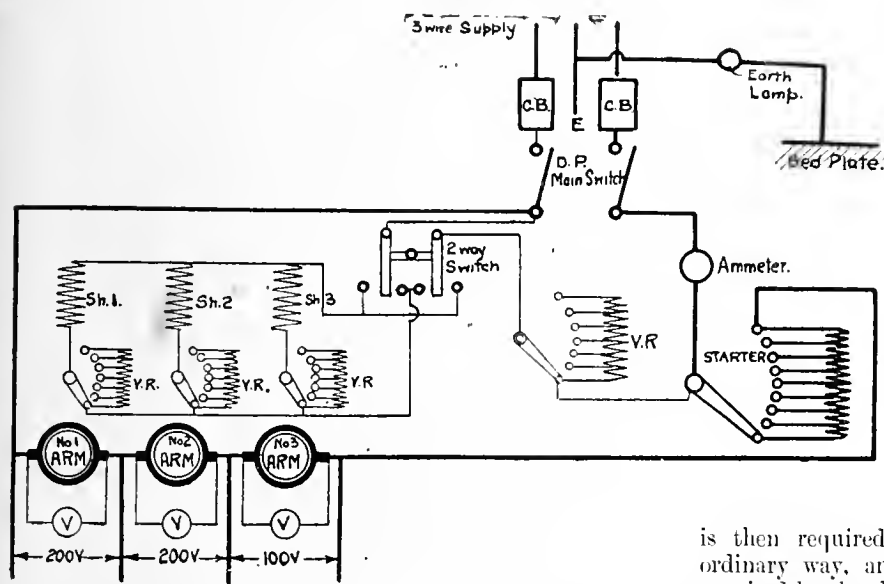 3 wire Supply
Earth
Lamp.
C.B.
C.B.
E
Bed Plate.
D.P.
Main Switch
2 way
Switch
Ammeter.
Sh.1.
Sh.2
Sh.3
V.R.
V.R.
V.R
V.R
STARTER
No1
ARM
No2
ARM
No3
ARM
V
V
V
200V
200V
100V
is then required
ordinary way, ar